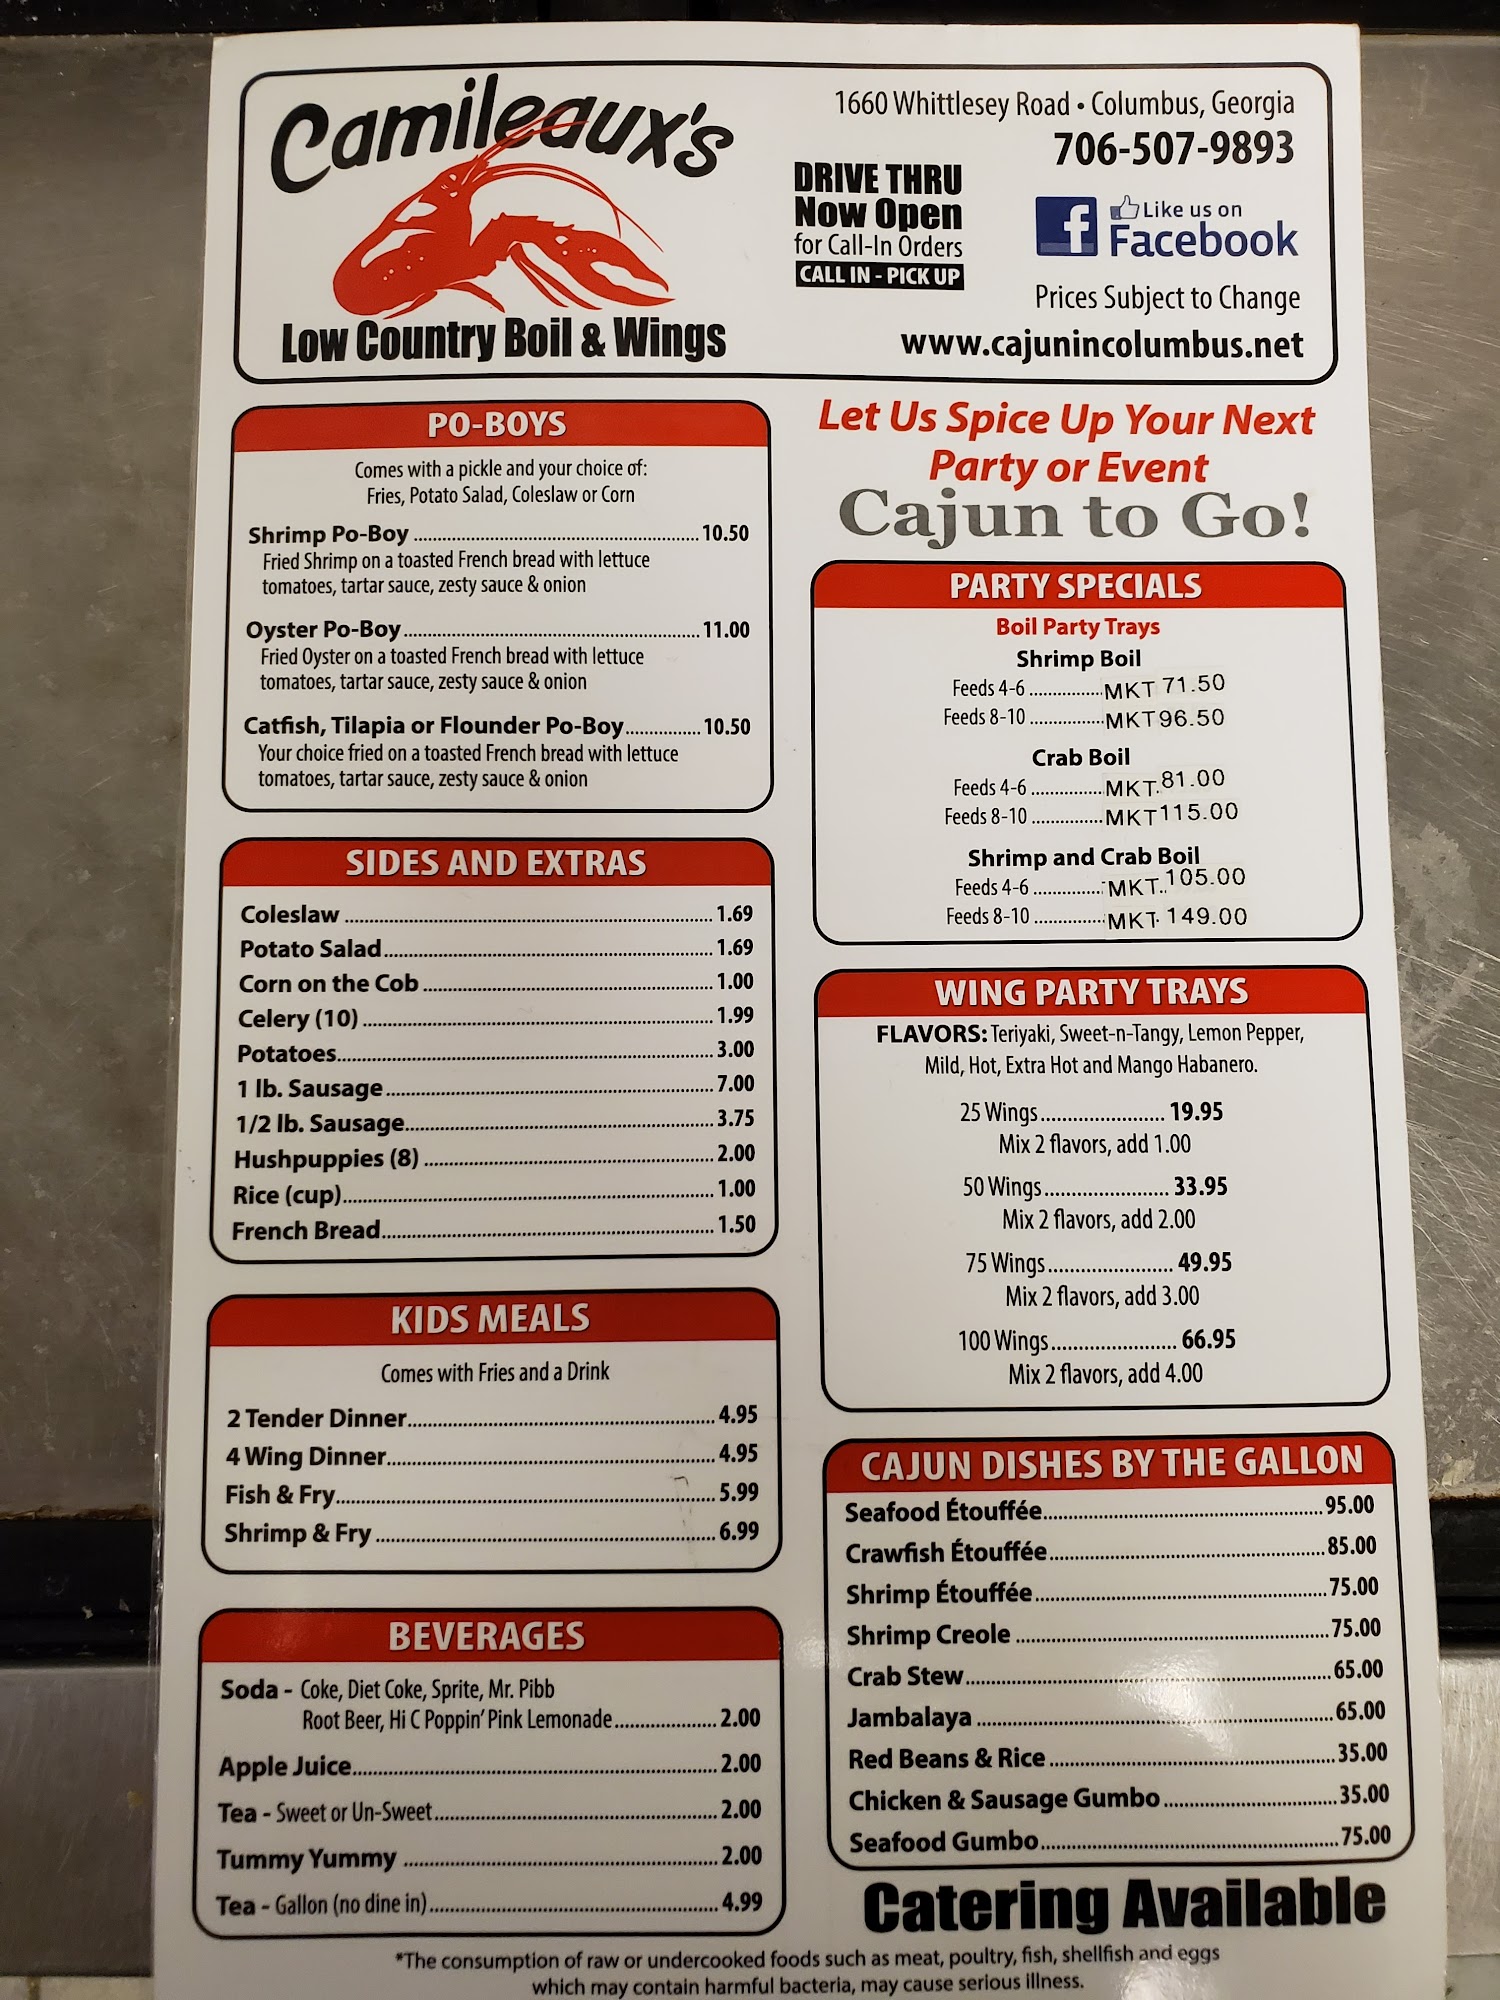 Camileaux's
Low Country Boil & Wings
1660 Whittlesey Road • Columbus, Georgia
706-507-9893
DRIVE THRU
Now Open
for Call-In Orders
CALL IN - PICK UP
f
Like us on
Facebook
Prices Subject to Change
www.cajunincolumbus.net
PO-BOYS
Comes with a pickle and your choice of:
Fries, Potato Salad, Coleslaw or Corn
Shrimp Po-Boy 10.50
Fried Shrimp on a toasted French bread with lettuce
tomatoes, tartar sauce, zesty sauce & onion
Oyster Po-Boy 11.00
Fried Oyster on a toasted French bread with lettuce
tomatoes, tartar sauce, zesty sauce & onion
Catfish, Tilapia or Flounder Po-Boy 10.50
Your choice fried on a toasted French bread with lettuce
tomatoes, tartar sauce, zesty sauce & onion
SIDES AND EXTRAS
Coleslaw 1.69
Potato Salad 1.69
Corn on the Cob 1.00
Celery (10) 1.99
Potatoes 3.00
1 lb. Sausage 7.00
1/2 lb. Sausage 3.75
Hushpuppies (8) 2.00
Rice (cup) 1.00
French Bread 1.50
KIDS MEALS
Comes with Fries and a Drink
2 Tender Dinner 4.95
4 Wing Dinner 4.95
Fish & Fry 5.99
Shrimp & Fry 6.99
BEVERAGES
Soda - Coke, Diet Coke, Sprite, Mr. Pibb
Root Beer, Hi C Poppin' Pink Lemonade 2.00
Apple Juice 2.00
Tea - Sweet or Un-Sweet 2.00
Tummy Yummy 2.00
Tea - Gallon (no dine in) 4.99
Let Us Spice Up Your Next
Party or Event
Cajun to Go!
PARTY SPECIALS
Boil Party Trays
Shrimp Boil
Feeds 4-6 MKT 71.50
Feeds 8-10 MKT 96.50
Crab Boil
Feeds 4-6 MKT. 81.00
Feeds 8-10 MKT 115.00
Shrimp and Crab Boil
Feeds 4-6 MKT. 105.00
Feeds 8-10 MKT. 149.00
WING PARTY TRAYS
FLAVORS: Teriyaki, Sweet-n-Tangy, Lemon Pepper,
Mild, Hot, Extra Hot and Mango Habanero.
25 Wings 19.95
Mix 2 flavors, add 1.00
50 Wings 33.95
Mix 2 flavors, add 2.00
75 Wings 49.95
Mix 2 flavors, add 3.00
100 Wings 66.95
Mix 2 flavors, add 4.00
CAJUN DISHES BY THE GALLON
Seafood Étouffée 95.00
Crawfish Étouffée 85.00
Shrimp Étouffée 75.00
Shrimp Creole 75.00
Crab Stew 65.00
Jambalaya 65.00
Red Beans & Rice 35.00
Chicken & Sausage Gumbo 35.00
Seafood Gumbo 75.00
Catering Available
*The consumption of raw or undercooked foods such as meat, poultry, fish, shellfish and eggs
which may contain harmful bacteria, may cause serious illness.